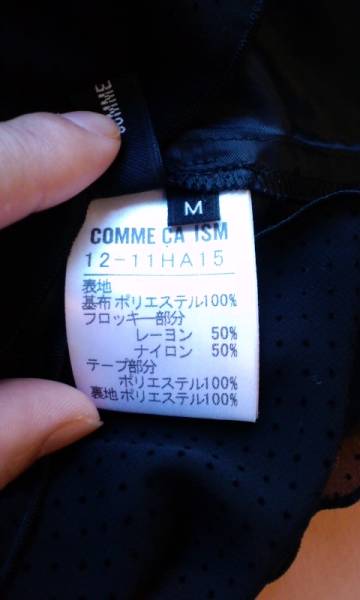 COMME
M
COMME ÇA ISM
12-11HA15
表地
基布 ポリエステル100%
フロッキー部分
レーヨン 50%
ナイロン 50%
テープ部分
ポリエステル100%
裏地 ポリエステル100%